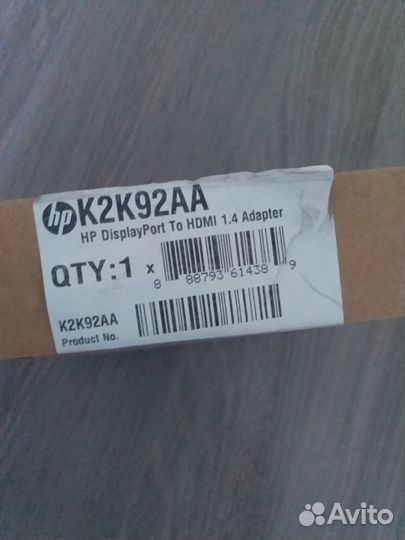 hp K2K92AA
HP DisplayPort To HDMI 1.4 Adapter
QTY:1 x
8 88793 61438 9
K2K92AA
Product No.
Avito